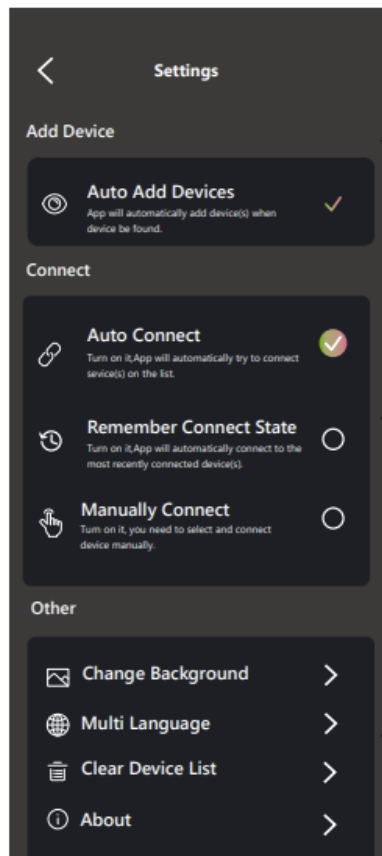 Settings
Add Device
Auto Add Devices
App will automatically add device(s) when
device be found.
Connect
Auto Connect
Turn on it,App will automatically try to connect
sevice(s) on the list.
Remember Connect State
Turn on it,App will automatically connect to the
most recently connected device(s).
Manually Connect
Turn on it, you need to select and connect
device manually.
Other
Change Background
Multi Language
Clear Device List
About